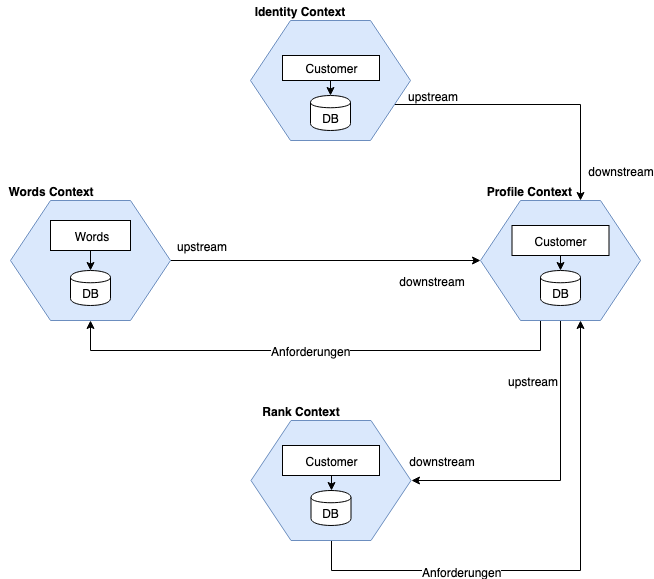 Identity Context
Customer
DB
upstream
downstream
Words Context
Words
DB
upstream
downstream
Profile Context
Customer
DB
Anforderungen
upstream
Rank Context
Customer
DB
downstream
Anforderungen